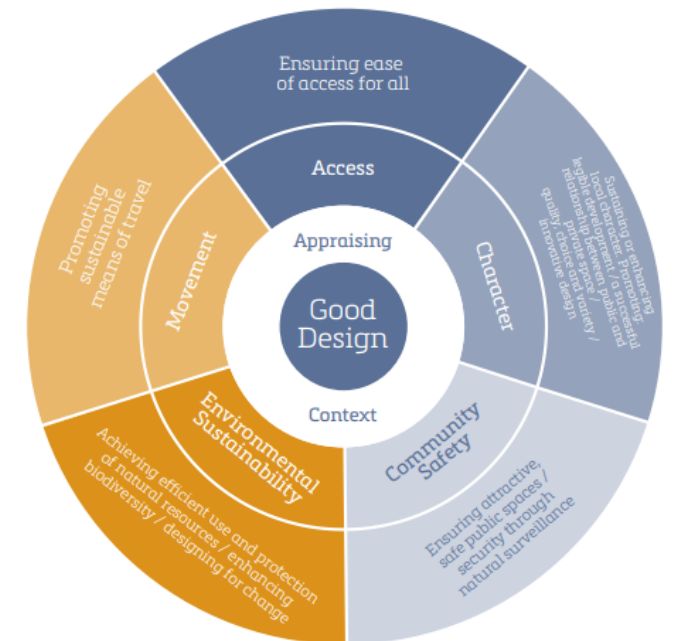 Ensuring ease
of access for all
Access
Sustaining or enhancing
local character. Promoting:
legible development / a successful
relationship between public and
private space /
quality, choice and variety /
innovative design
Character
Ensuring attractive,
safe public spaces /
security through
natural surveillance
Community
Safety
Achieving efficient use and protection
of natural resources / enhancing
biodiversity / designing for change
Environmental
Sustainability
Promoting
sustainable
means of travel
Movement
Appraising
Good
Design
Context